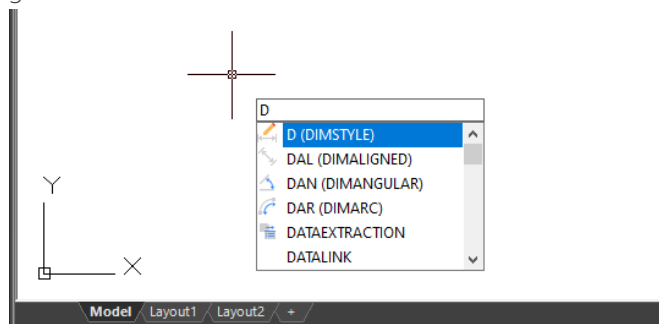 D
D (DIMSTYLE)
DAL (DIMALIGNED)
DAN (DIMANGULAR)
DAR (DIMARC)
DATAEXTRACTION
DATALINK
Y
X
Model Layout1 Layout2 +